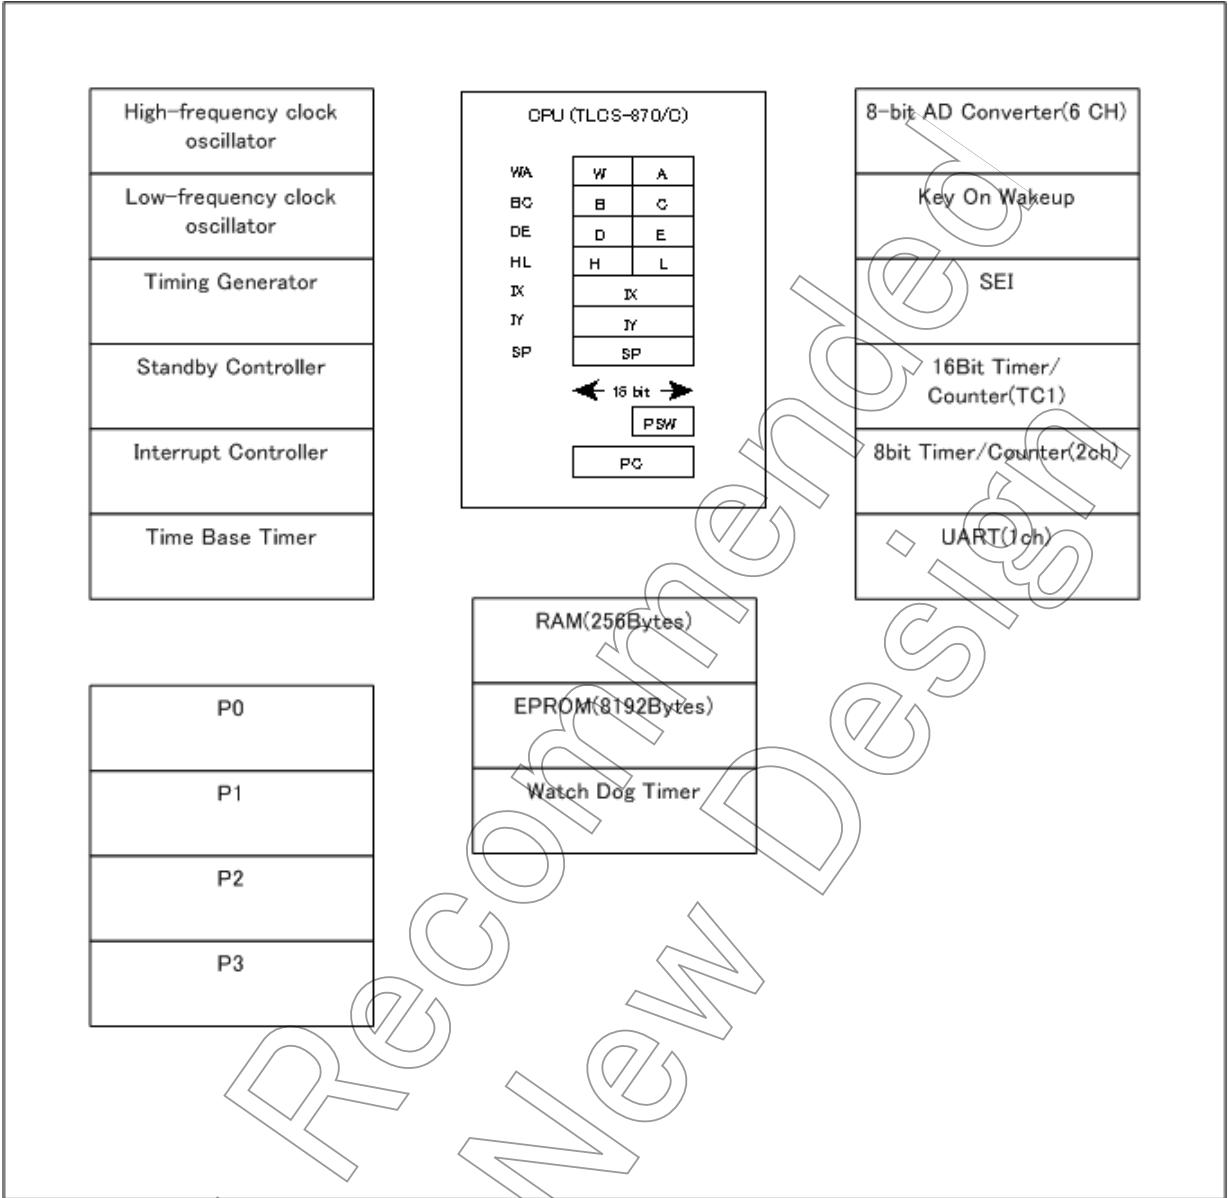 High-frequency clock
oscillator
Low-frequency clock
oscillator
Timing Generator
Standby Controller
Interrupt Controller
Time Base Timer
CPU (TLCS-870/C)
WA W A
BC B C
DE D E
HL H L
IX IX
IY IY
SP SP
16 bit
PSW
PC
8-bit AD Converter(6 CH)
Key On Wakeup
SEI
16Bit Timer/
Counter(TC1)
8bit Timer/Counter(2ch)
UART(1ch)
RAM(256Bytes)
EPROM(8192Bytes)
Watch Dog Timer
P0
P1
P2
P3
Recommended
New Design